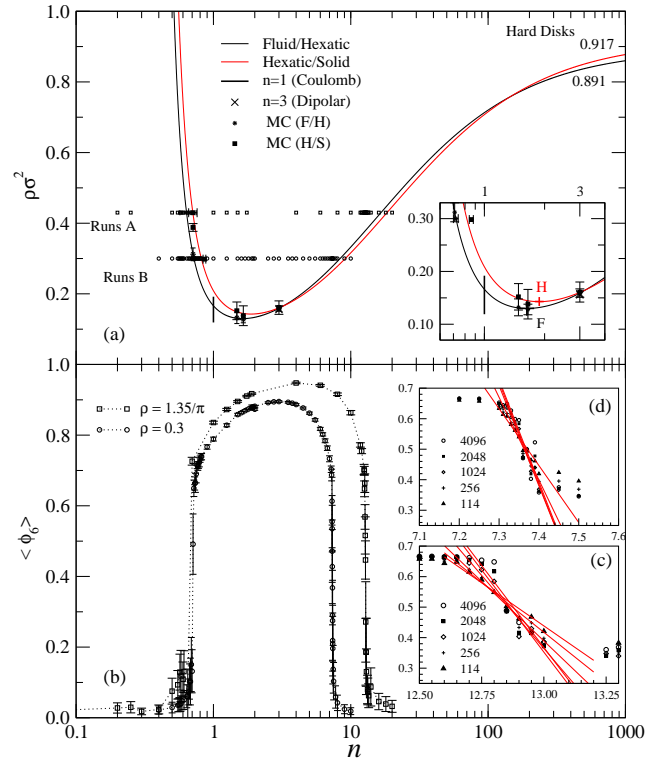 1.0
0.8
0.6
0.4
0.2
ρσ²
Fluid/Hexatic
Hexatic/Solid
n=1 (Coulomb)
n=3 (Dipolar)
MC (F/H)
MC (H/S)
Hard Disks
0.917
0.891
Runs A
Runs B
(a)
1 3
0.30
0.20
0.15
H
F
1.0
0.8
0.6
0.4
0.2
0.0
< ϕ6 >
ρ = 1.35/π
ρ = 0.3
(b)
(d)
0.7
0.6
0.5
0.4
0.3
4096
2048
1024
256
114
7.1 7.2 7.3 7.4 7.5 7.6
(c)
0.7
0.6
0.5
0.4
0.3
4096
2048
1024
256
114
12.50 12.75 13.00 13.25
0.1 1 10 100 1000
n